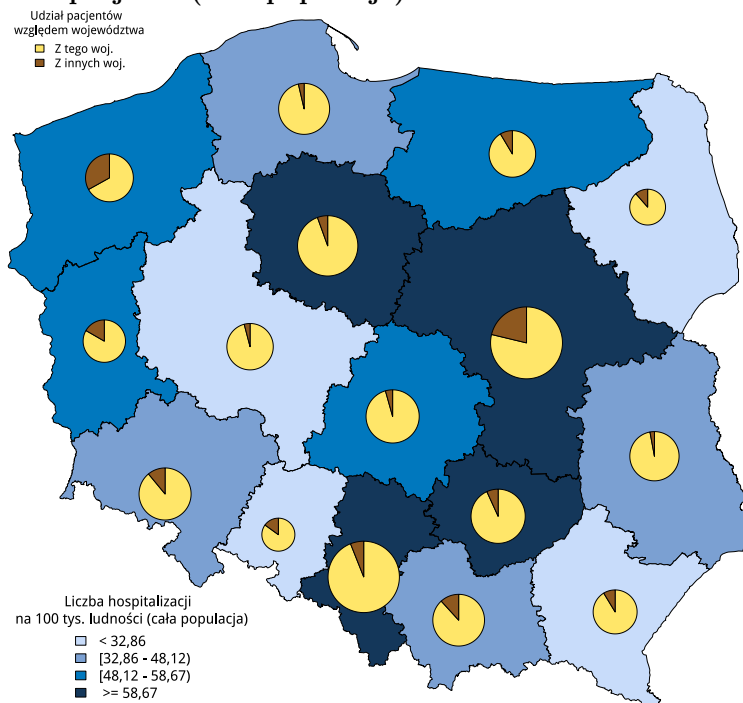 Udział pacjentów
względem województwa
Z tego woj.
Z innych woj.
Liczba hospitalizacji
na 100 tys. ludności (cała populacja)
< 32,86
[32,86 - 48,12)
[48,12 - 58,67)
>= 58,67